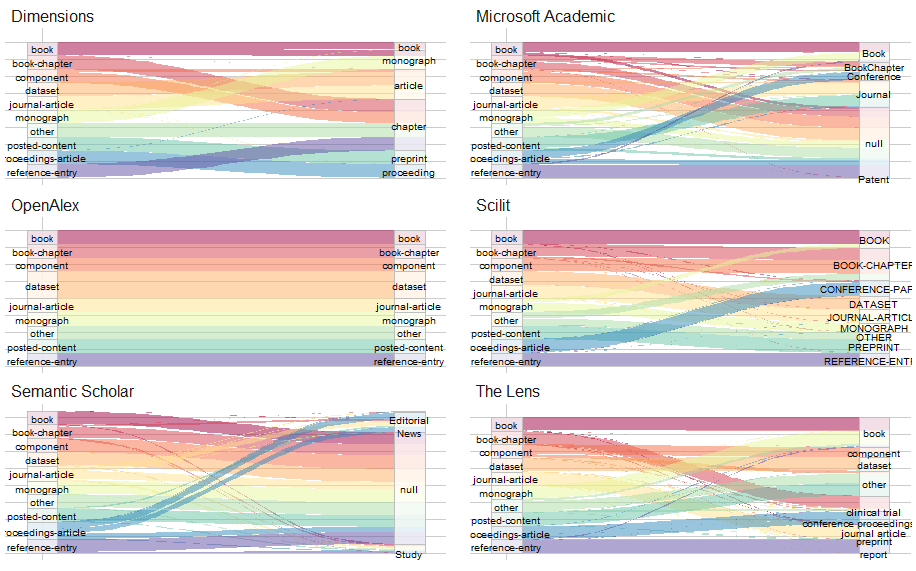 Dimensions
book
book-chapter
component
dataset
journal-article
monograph
other
posted-content
oceedings-article
reference-entry
book
monograph
article
chapter
preprint
proceeding
Microsoft Academic
book
book-chapter
component
dataset
journal-article
monograph
other
posted-content
oceedings-article
reference-entry
Book
BookChapter
Conference
Journal
null
Patent
OpenAlex
book
book-chapter
component
dataset
journal-article
monograph
other
posted-content
reference-entry
book
book-chapter
component
dataset
journal-article
monograph
other
posted-content
reference-entry
Scilit
book
book-chapter
component
dataset
journal-article
monograph
other
posted-content
oceedings-article
reference-entry
BOOK
BOOK-CHAPTER
CONFERENCE-PAP
DATASET
JOURNAL-ARTICL
MONOGRAPH
OTHER
PREPRINT
REFERENCE-ENTR
Semantic Scholar
book
book-chapter
component
dataset
journal-article
monograph
other
posted-content
oceedings-article
reference-entry
Editorial
News
null
Study
The Lens
book
book-chapter
component
dataset
journal-article
monograph
other
posted-content
oceedings-article
reference-entry
book
component
dataset
other
clinical trial
conference proceedings
journal article
preprint
report